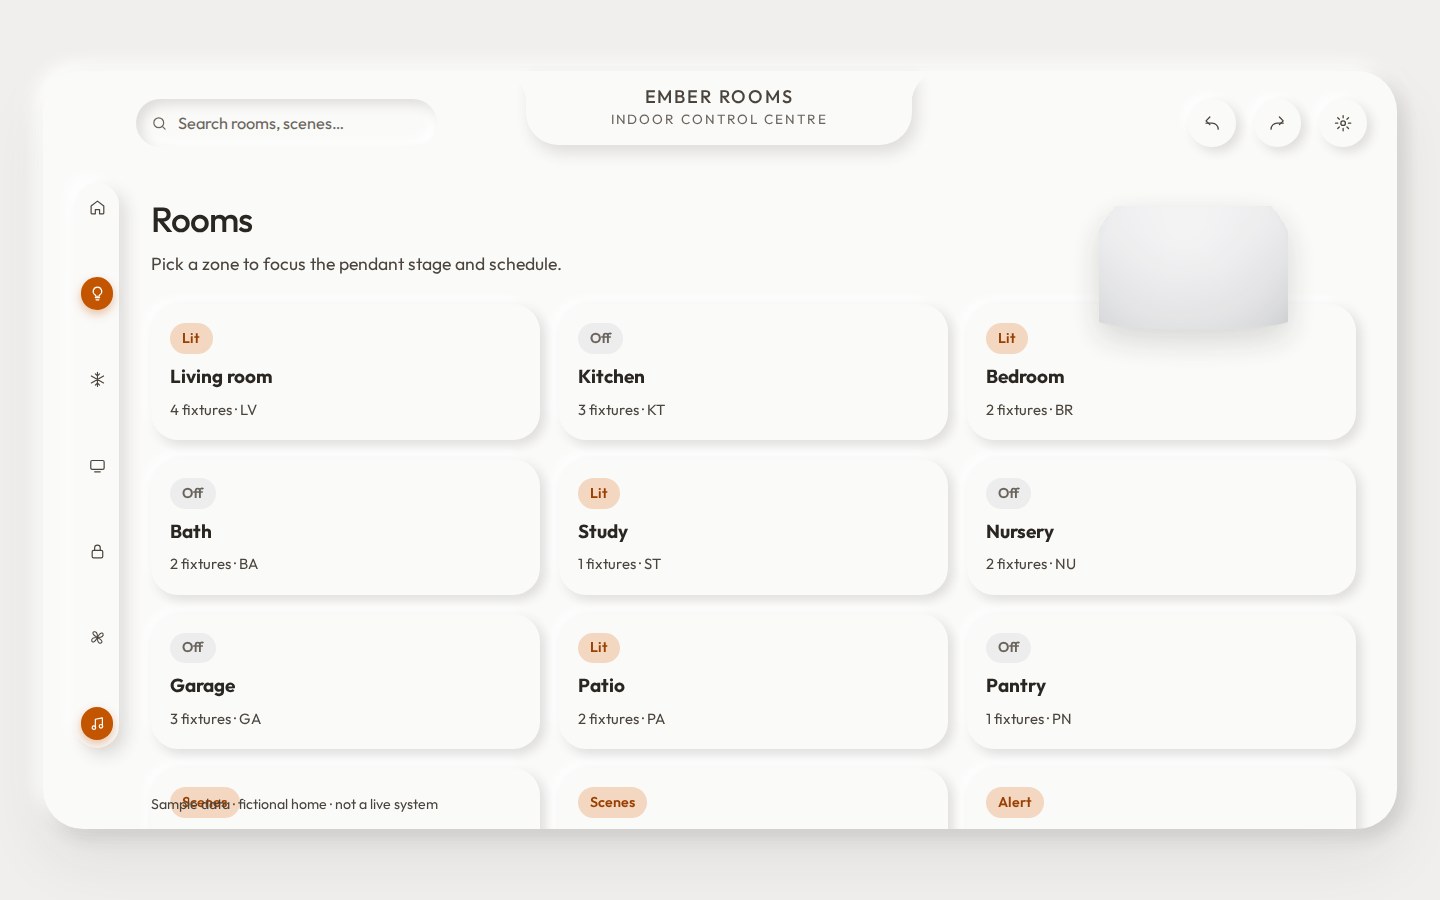 Search rooms, scenes...
EMBER ROOMS
INDOOR CONTROL CENTRE
Rooms
Pick a zone to focus the pendant stage and schedule.
Lit
Living room
4 fixtures · LV
Off
Kitchen
3 fixtures · KT
Lit
Bedroom
2 fixtures · BR
Off
Bath
2 fixtures · BA
Lit
Study
1 fixtures · ST
Off
Nursery
2 fixtures · NU
Off
Garage
3 fixtures · GA
Lit
Patio
2 fixtures · PA
Off
Pantry
1 fixtures · PN
Scenes
Scenes
Alert
Sample data · fictional home · not a live system